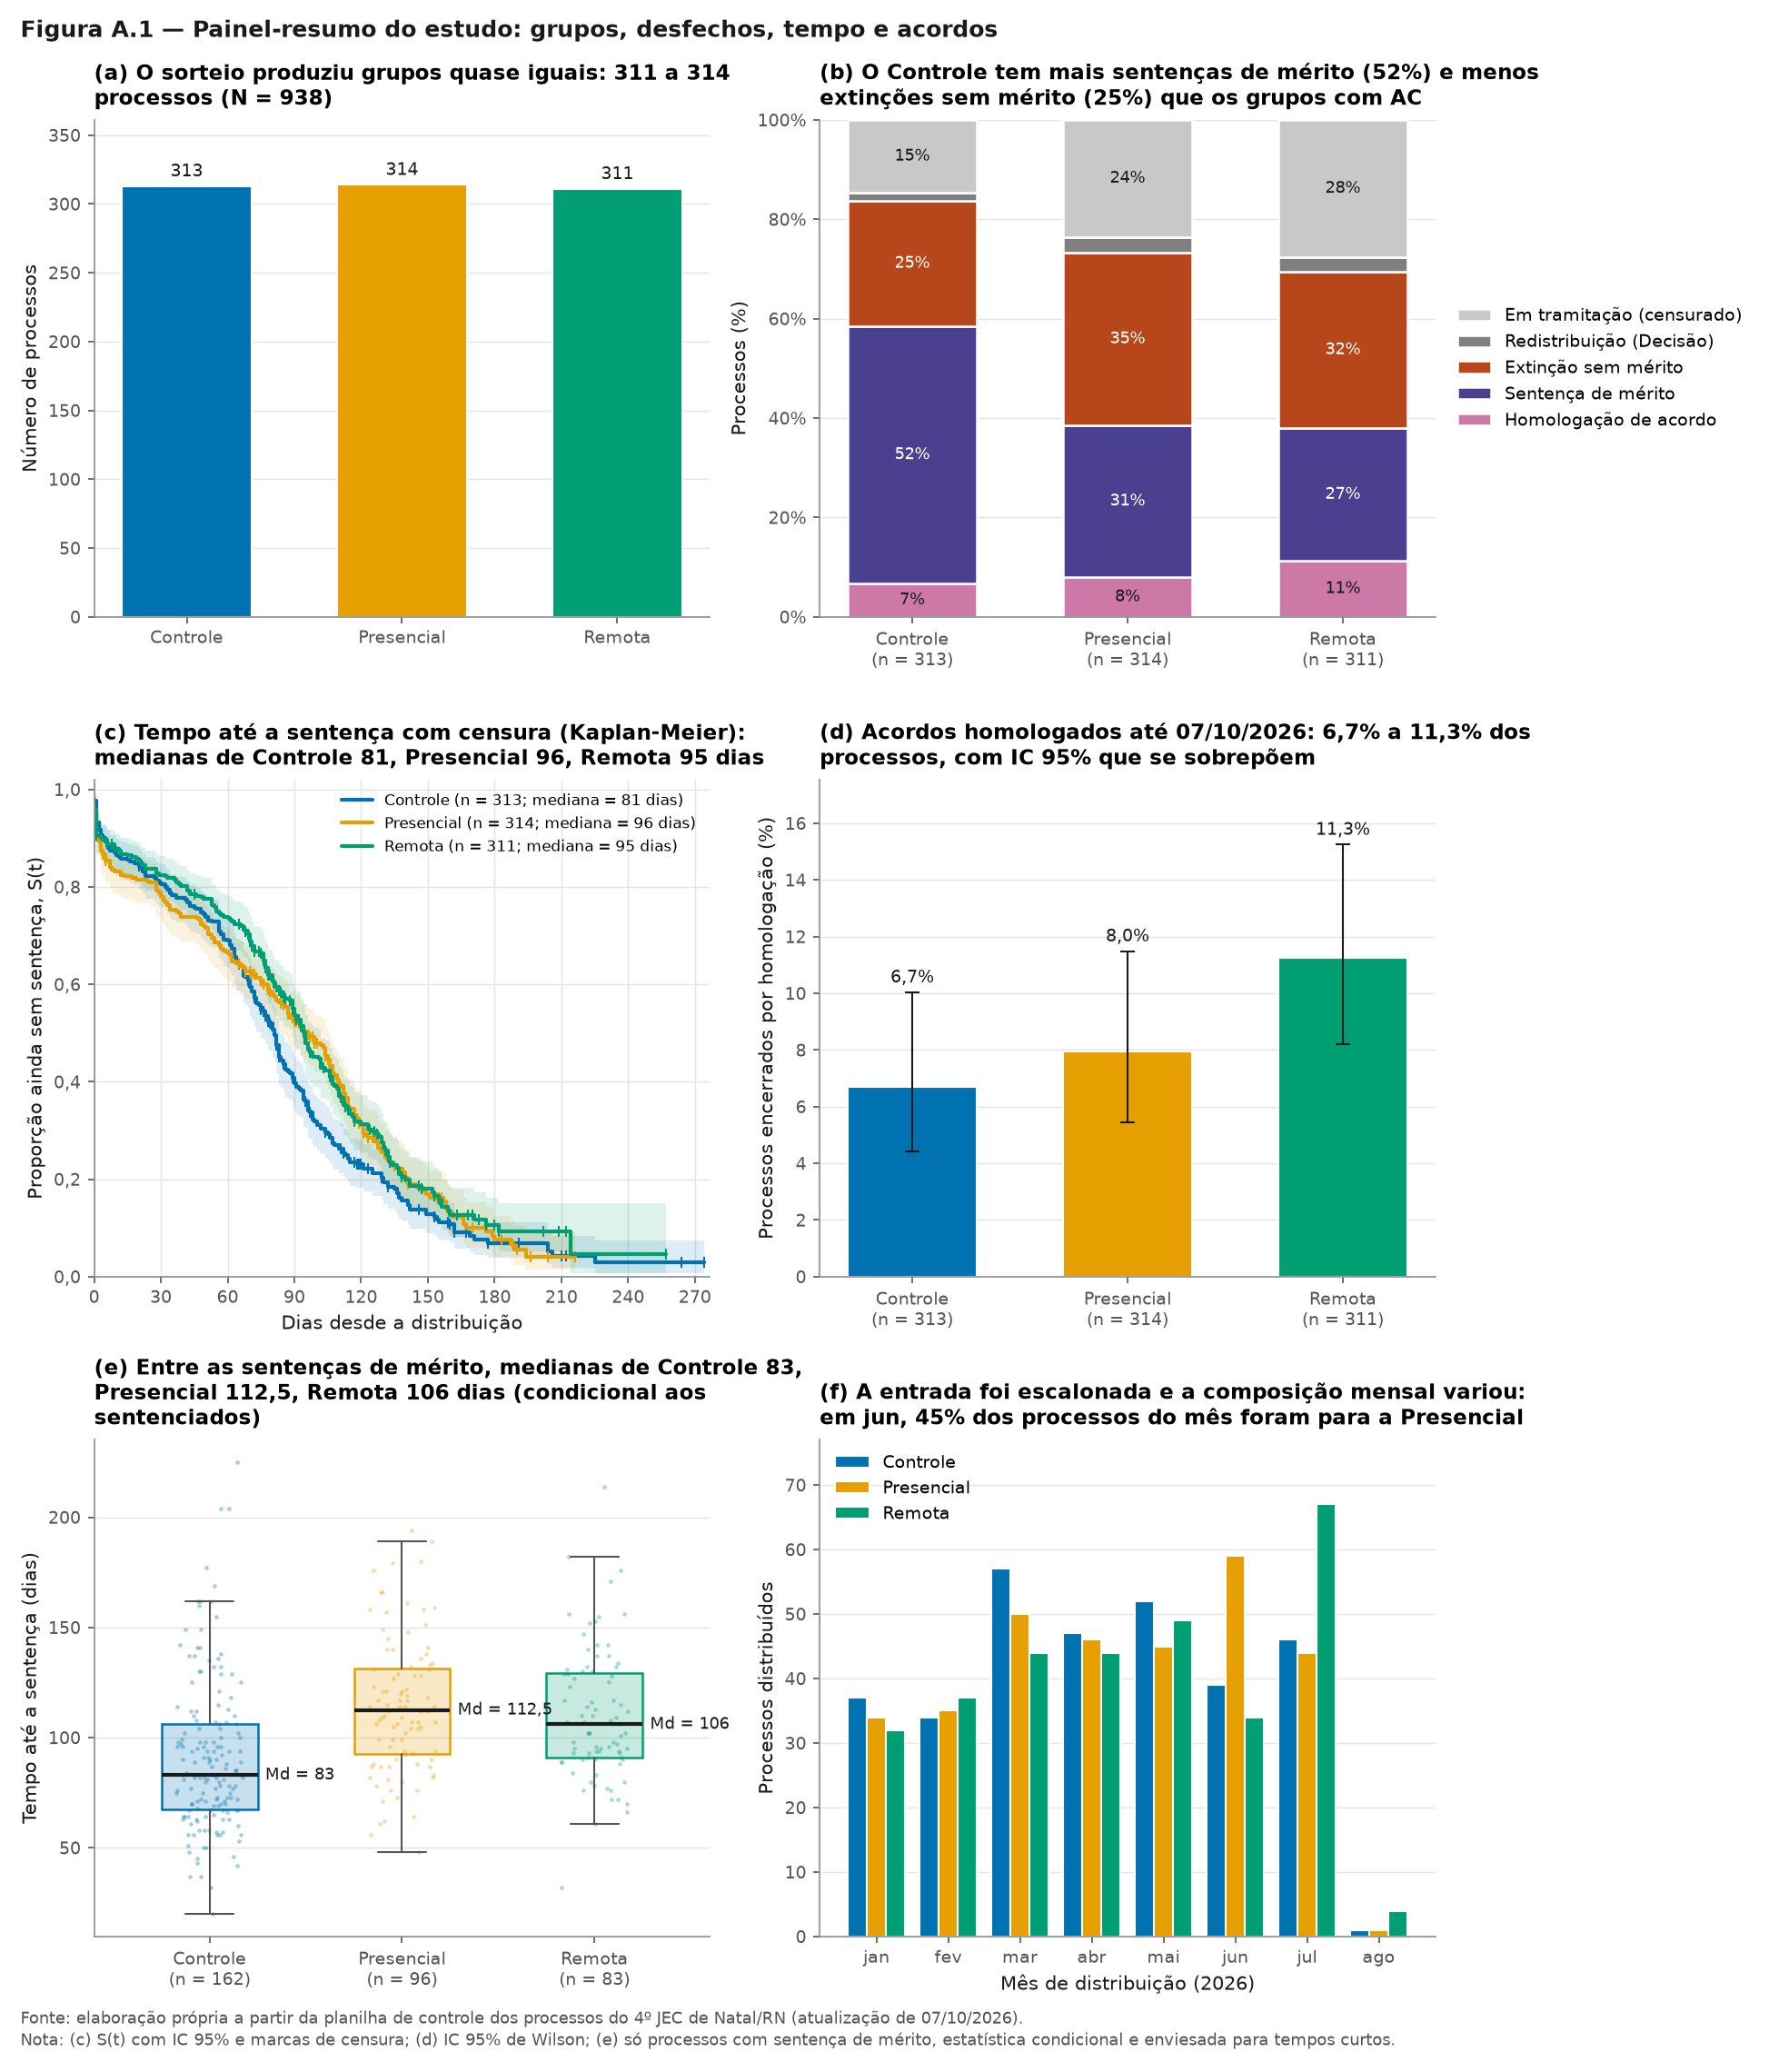 Figura A.1 — Painel-resumo do estudo: grupos, desfechos, tempo e acordos
(a) O sorteio produziu grupos quase iguais: 311 a 314
processos (N = 938)
350
300
250
200
150
100
50
0
Número de processos
313
314
311
Controle
Presencial
Remota
(b) O Controle tem mais sentenças de mérito (52%) e menos
extinções sem mérito (25%) que os grupos com AC
100%
80%
60%
40%
20%
0%
Processos (%)
15%
25%
52%
7%
24%
35%
31%
8%
28%
32%
27%
11%
Controle
(n = 313)
Presencial
(n = 314)
Remota
(n = 311)
Em tramitação (censurado)
Redistribuição (Decisão)
Extinção sem mérito
Sentença de mérito
Homologação de acordo
(c) Tempo até a sentença com censura (Kaplan-Meier):
medianas de Controle 81, Presencial 96, Remota 95 dias
1,0
0,8
0,6
0,4
0,2
0,0
Proporção ainda sem sentença, S(t)
Controle (n = 313; mediana = 81 dias)
Presencial (n = 314; mediana = 96 dias)
Remota (n = 311; mediana = 95 dias)
0 30 60 90 120 150 180 210 240 270
Dias desde a distribuição
(d) Acordos homologados até 07/10/2026: 6,7% a 11,3% dos
processos, com IC 95% que se sobrepõem
16
14
12
10
8
6
4
2
0
Processos encerrados por homologação (%)
6,7%
8,0%
11,3%
Controle
(n = 313)
Presencial
(n = 314)
Remota
(n = 311)
(e) Entre as sentenças de mérito, medianas de Controle 83,
Presencial 112,5, Remota 106 dias (condicional aos
sentenciados)
200
150
100
50
Tempo até a sentença (dias)
Md = 83
Md = 112,5
Md = 106
Controle
(n = 162)
Presencial
(n = 96)
Remota
(n = 83)
(f) A entrada foi escalonada e a composição mensal variou:
em jun, 45% dos processos do mês foram para a Presencial
70
60
50
40
30
20
10
0
Processos distribuídos
Controle
Presencial
Remota
jan fev mar abr mai jun jul ago
Mês de distribuição (2026)
Fonte: elaboração própria a partir da planilha de controle dos processos do 4º JEC de Natal/RN (atualização de 07/10/2026).
Nota: (c) S(t) com IC 95% e marcas de censura; (d) IC 95% de Wilson; (e) só processos com sentença de mérito, estatística condicional e enviesada para tempos curtos.